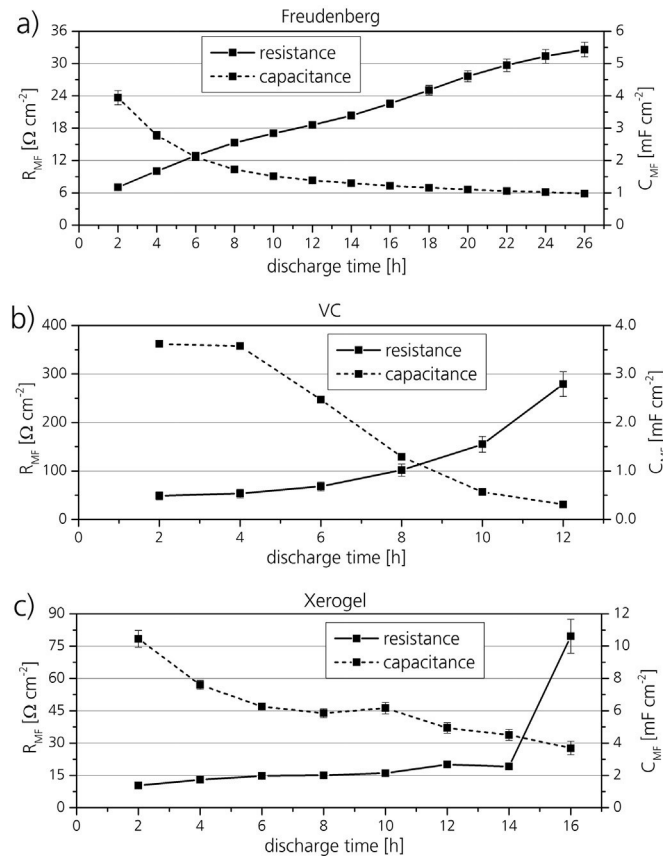 a)
Freudenberg
36
30
24
18
12
6
0
R_MF [Ω cm⁻²]
resistance
capacitance
6
5
4
3
2
1
0
C_MF [mF cm⁻²]
0 2 4 6 8 10 12 14 16 18 20 22 24 26
discharge time [h]
b)
VC
400
300
200
100
0
R_MF [Ω cm⁻²]
resistance
capacitance
4.0
3.0
2.0
1.0
0.0
C_MF [mF cm⁻²]
0 2 4 6 8 10 12
discharge time [h]
c)
Xerogel
90
75
60
45
30
15
0
R_MF [Ω cm⁻²]
resistance
capacitance
12
10
8
6
4
2
0
C_MF [mF cm⁻²]
0 2 4 6 8 10 12 14 16
discharge time [h]